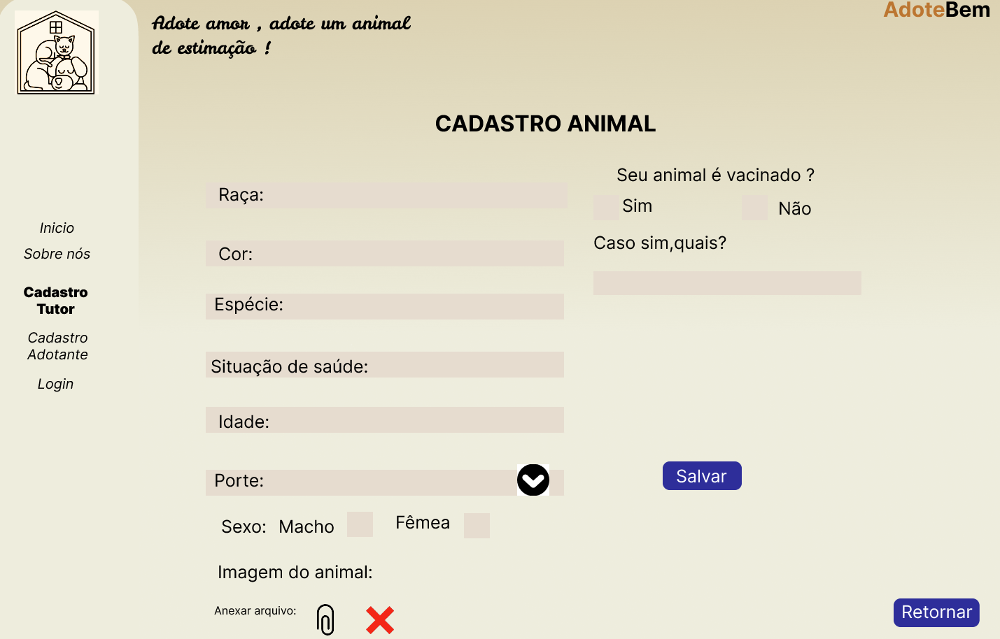 Adote amor , adote um animal
de estimação !
AdoteBem
Inicio
Sobre nós
Cadastro
Tutor
Cadastro
Adotante
Login
CADASTRO ANIMAL
Raça:
Cor:
Espécie:
Situação de saúde:
Idade:
Porte:
Sexo: Macho Fêmea
Imagem do animal:
Anexar arquivo:
Seu animal é vacinado ?
Sim Não
Caso sim,quais?
Salvar
Retornar